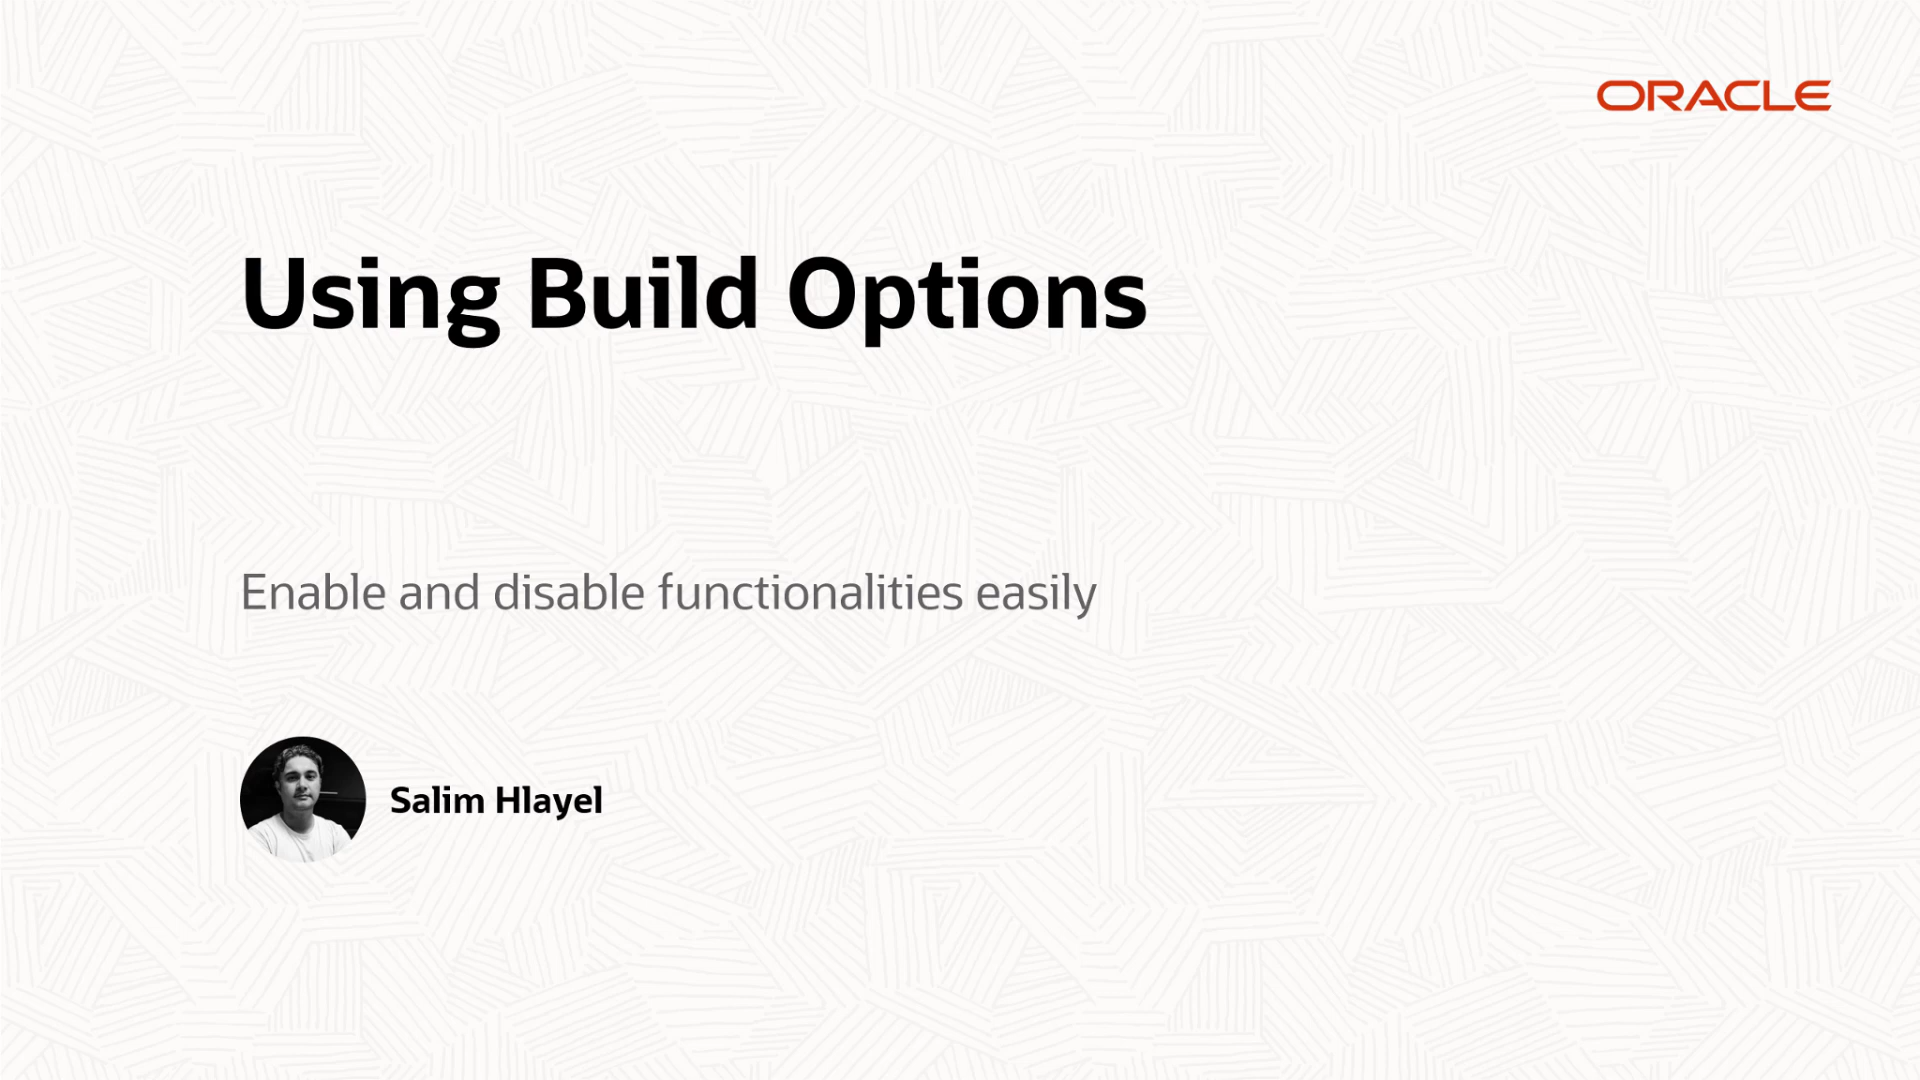 ORACLE
Using Build Options
Enable and disable functionalities easily
Salim Hlayel